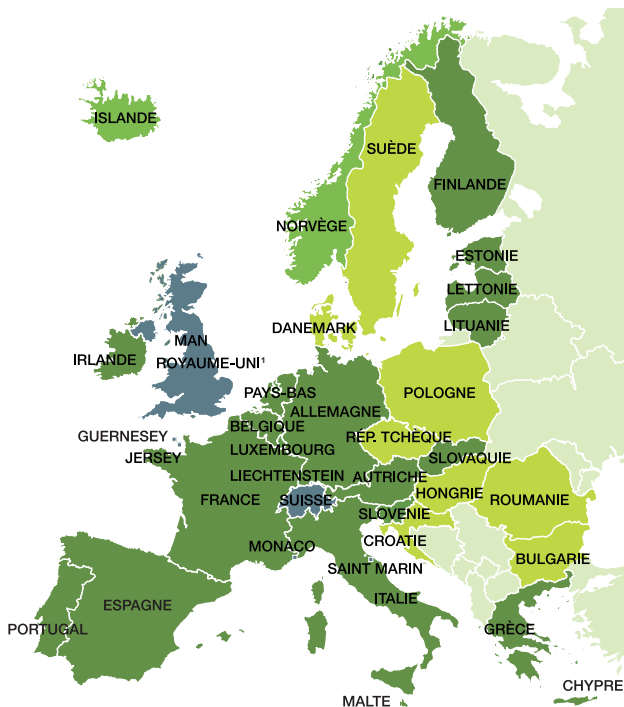 ISLANDE
SUÈDE
FINLANDE
NORVÈGE
ESTONIE
LETTONIE
LITUANIE
DANEMARK
MAN
IRLANDE
ROYAUME-UNI¹
PAYS-BAS
POLOGNE
ALLEMAGNE
BELGIQUE
GUERNESEY
RÉP. TCHÈQUE
LUXEMBOURG
JERSEY
SLOVAQUIE
LIECHTENSTEIN
AUTRICHE
HONGRIE
FRANCE
SUISSE
ROUMANIE
SLOVENIE
CROATIE
MONACO
BULGARIE
SAINT MARIN
ITALIE
ESPAGNE
PORTUGAL
GRÈCE
CHYPRE
MALTE